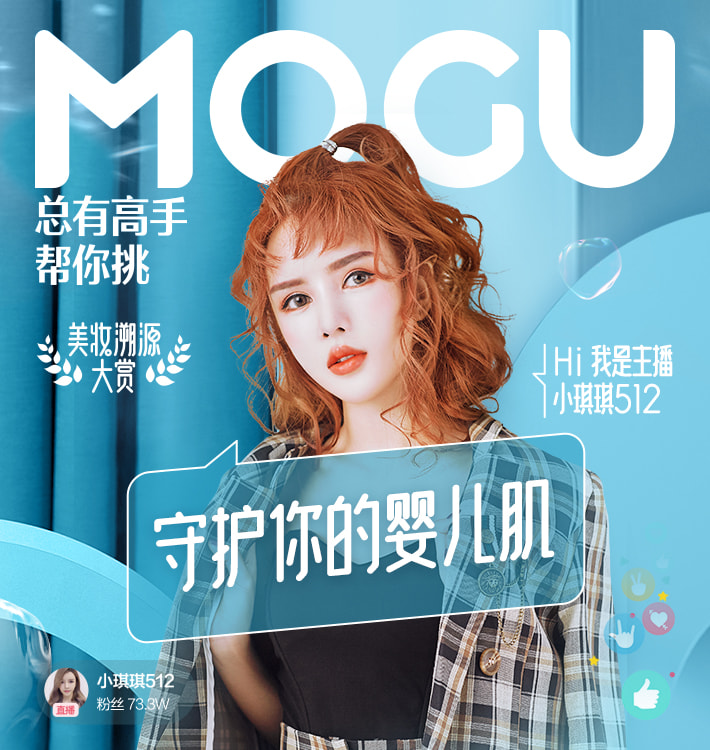 MOGU
总有高手
帮你挑
美妆溯源
大赏
Hi 我是主播
小琪琪512
守护你的婴儿肌
小琪琪512
粉丝 73.3W
直播